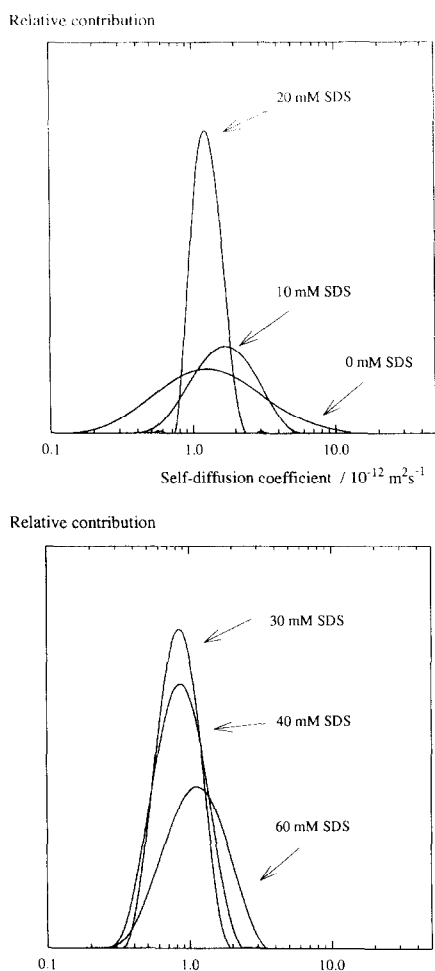 Relative contribution
20 mM SDS
10 mM SDS
0 mM SDS
0.1 1.0 10.0
Self-diffusion coefficient / 10⁻¹² m²s⁻¹
Relative contribution
30 mM SDS
40 mM SDS
60 mM SDS
0.1 1.0 10.0